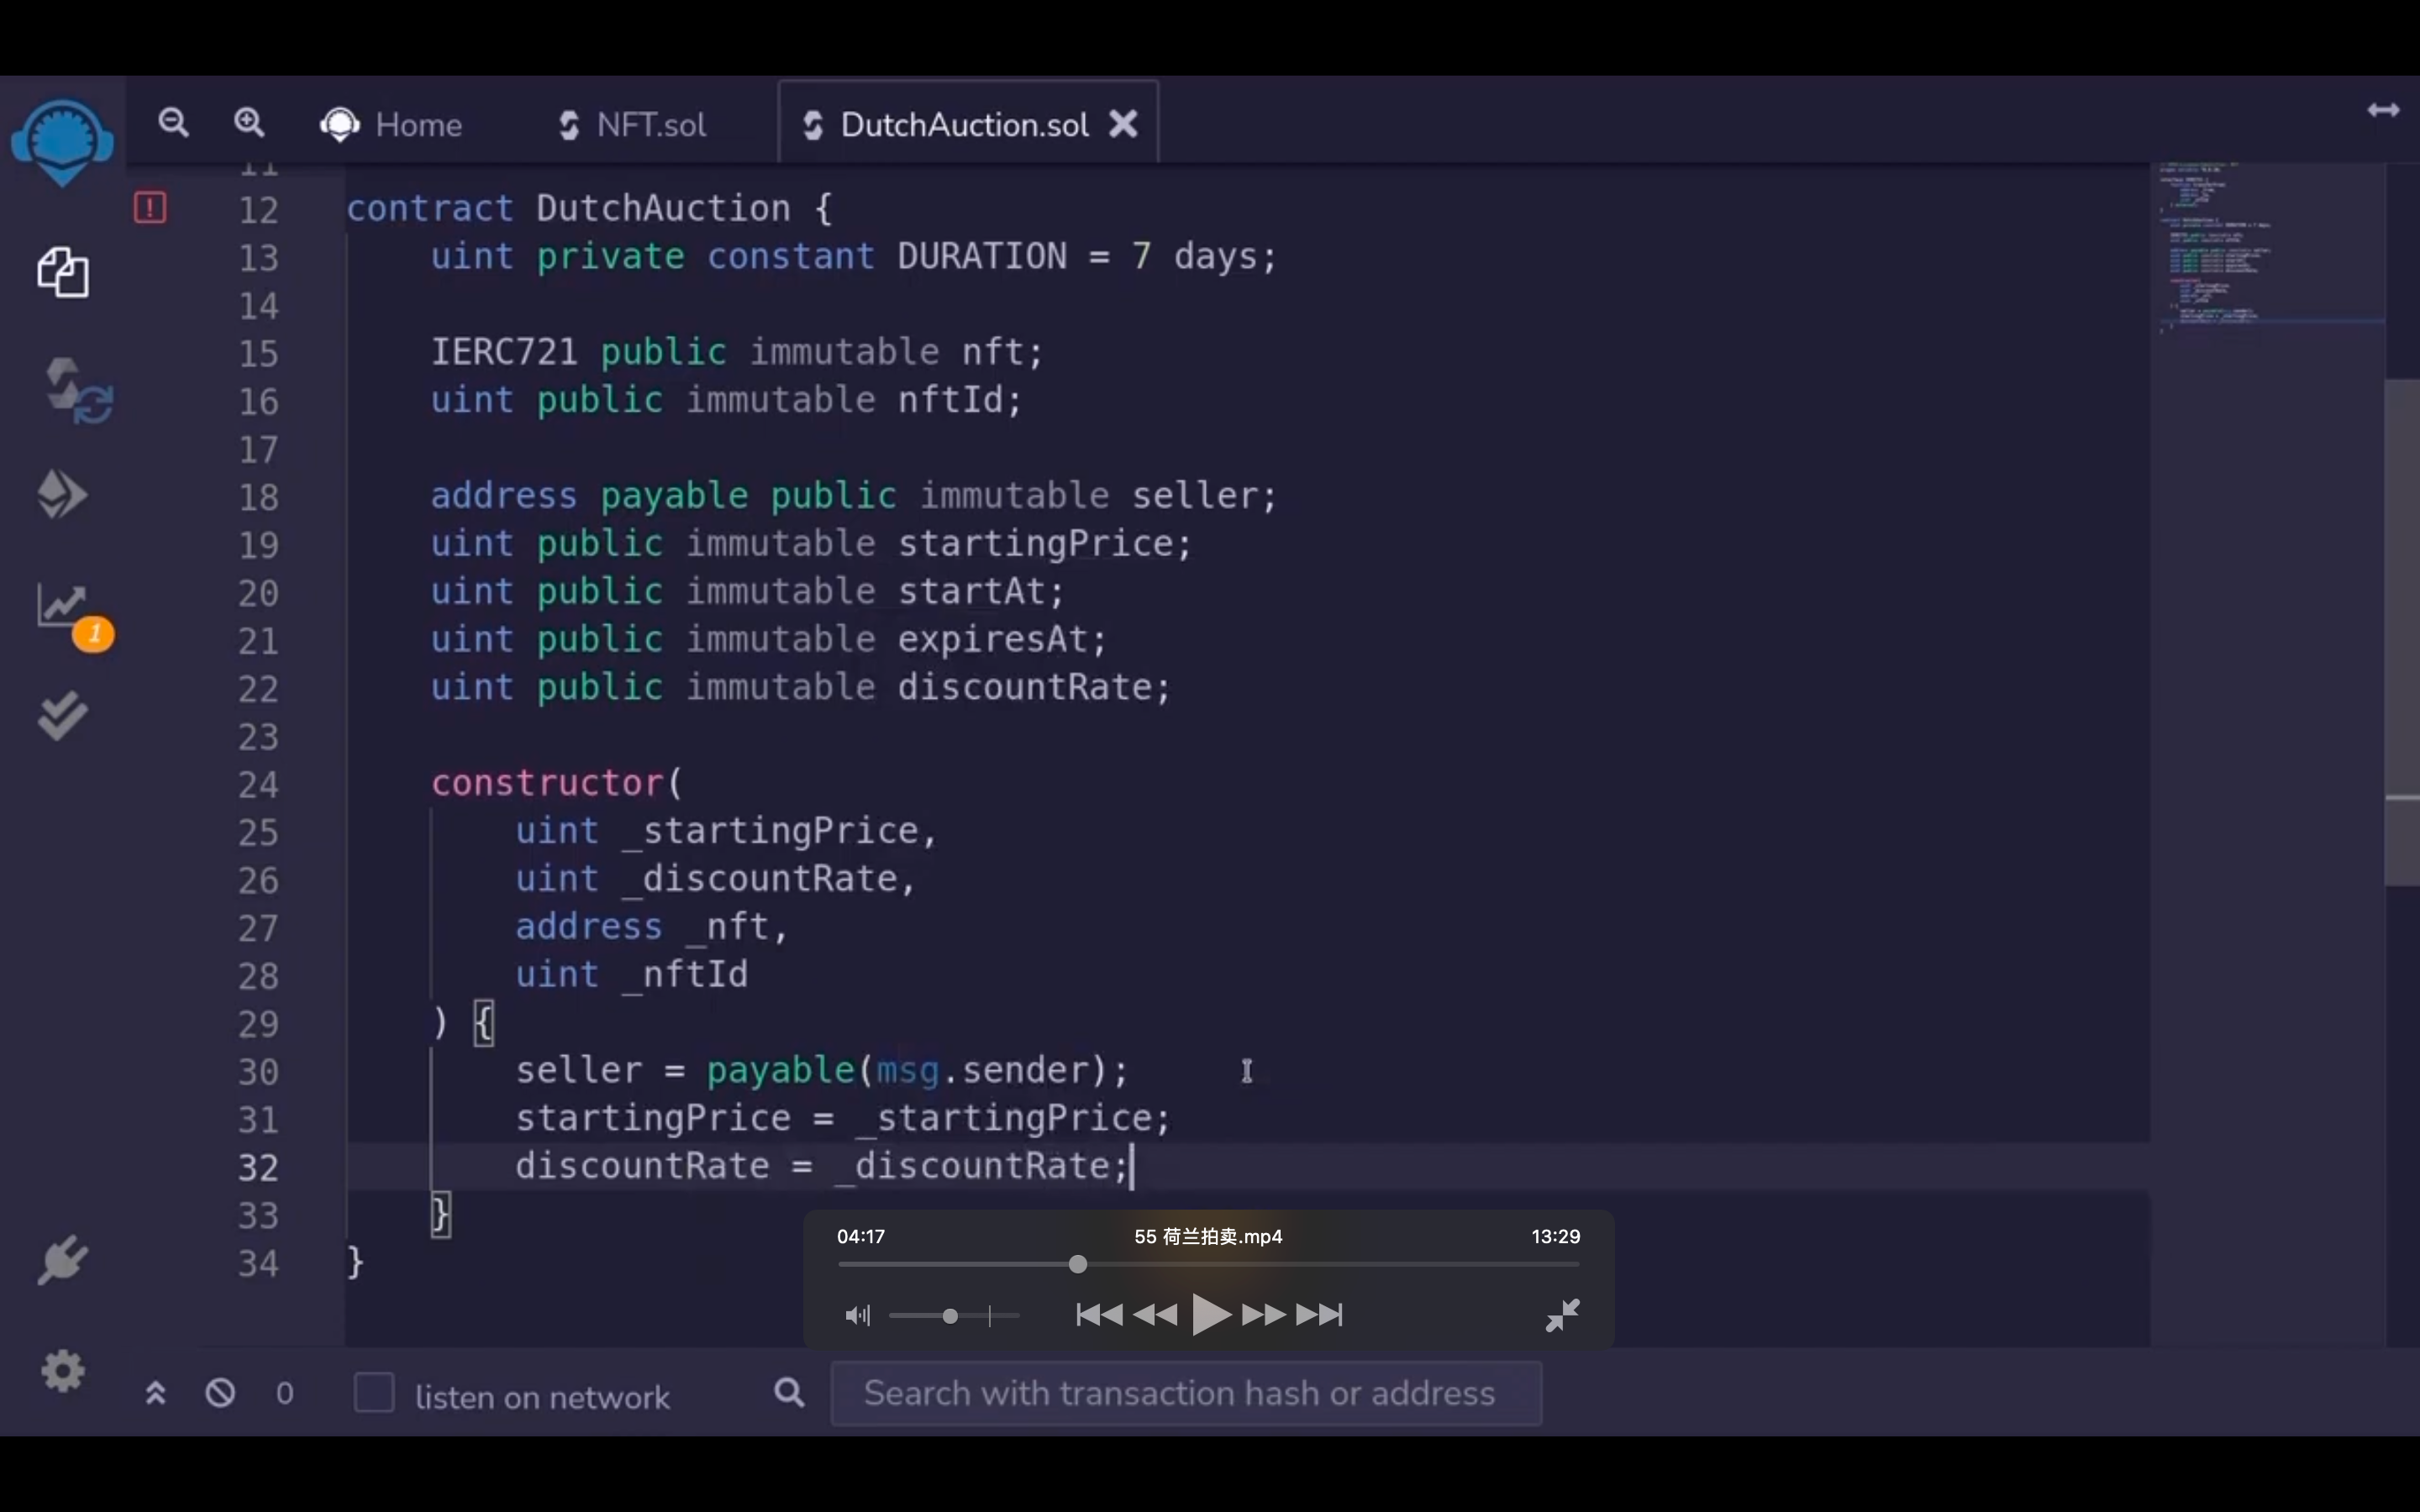 Home
NFT.sol
DutchAuction.sol
11
12 contract DutchAuction {
13 uint private constant DURATION = 7 days;
14
15 IERC721 public immutable nft;
16 uint public immutable nftId;
17
18 address payable public immutable seller;
19 uint public immutable startingPrice;
20 uint public immutable startAt;
21 uint public immutable expiresAt;
22 uint public immutable discountRate;
23
24 constructor(
25 uint _startingPrice,
26 uint _discountRate,
27 address _nft,
28 uint _nftId
29 ) {
30 seller = payable(msg.sender);
31 startingPrice = _startingPrice;
32 discountRate = _discountRate;
33 }
34 }
1
04:17 55 荷兰拍卖.mp4 13:29
0 listen on network Search with transaction hash or address